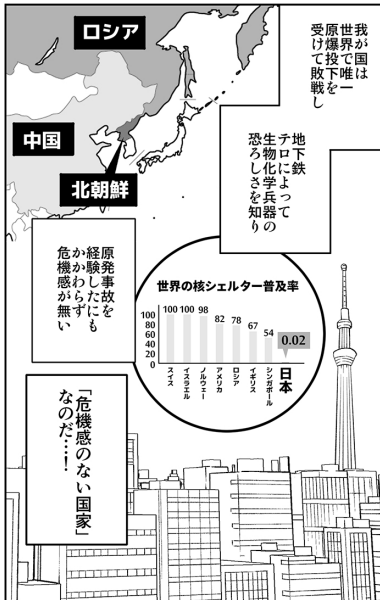 我が国は
世界で唯一
原爆投下を
受けて敗戦し
ロシア
中国
北朝鮮
地下鉄
テロによって
生物化学兵器の
恐ろしさを知り
原発事故を
経験したにも
かかわらず
危機感が無い
世界の核シェルター普及率
100
80
60
40
20
0
100 100 98 82 78 67 54 0.02
スイス
イスラエル
ノルウェー
アメリカ
ロシア
イギリス
シンガポール
日本
「危機感のない国家」
なのだ…!